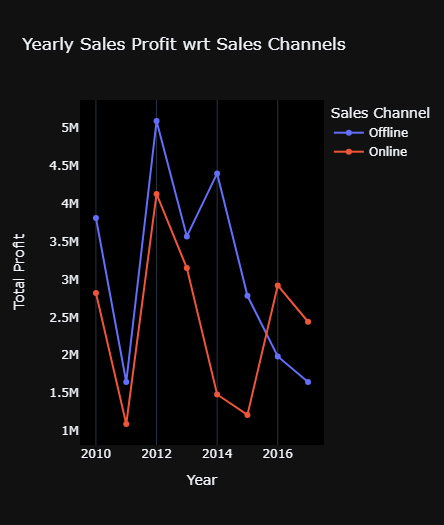 Yearly Sales Profit wrt Sales Channels
Sales Channel
Offline
Online
5M
4.5M
4M
3.5M
3M
2.5M
2M
1.5M
1M
Total Profit
2010
2012
2014
2016
Year